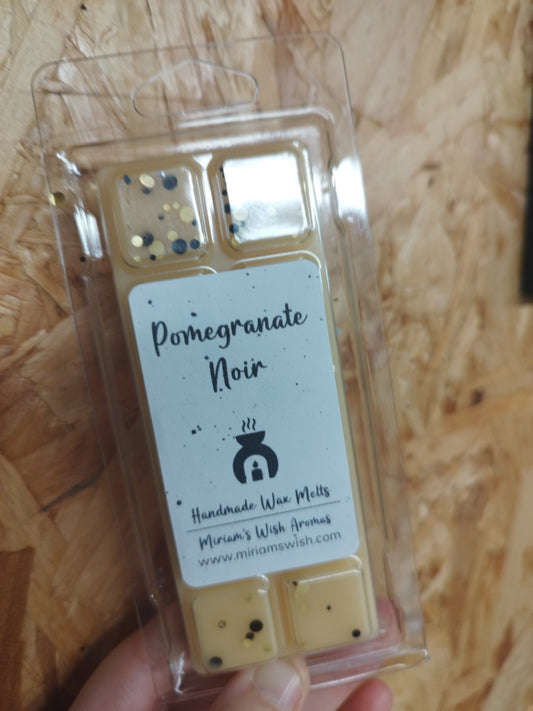 Pomegranate
Noir
Handmade Wax Melts
Miriam's Wish Aromas
www.miriamswish.com